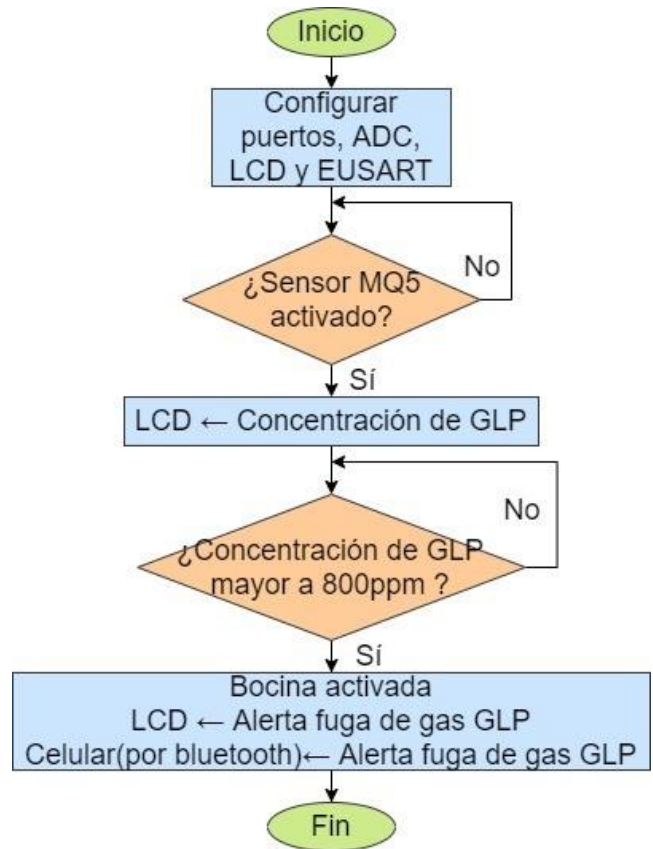 Inicio
Configurar
puertos, ADC,
LCD y EUSART
No
¿Sensor MQ5
activado?
Sí
LCD ← Concentración de GLP
No
¿Concentración de GLP
mayor a 800ppm ?
Sí
Bocina activada
LCD ← Alerta fuga de gas GLP
Celular(por bluetooth)← Alerta fuga de gas GLP
Fin